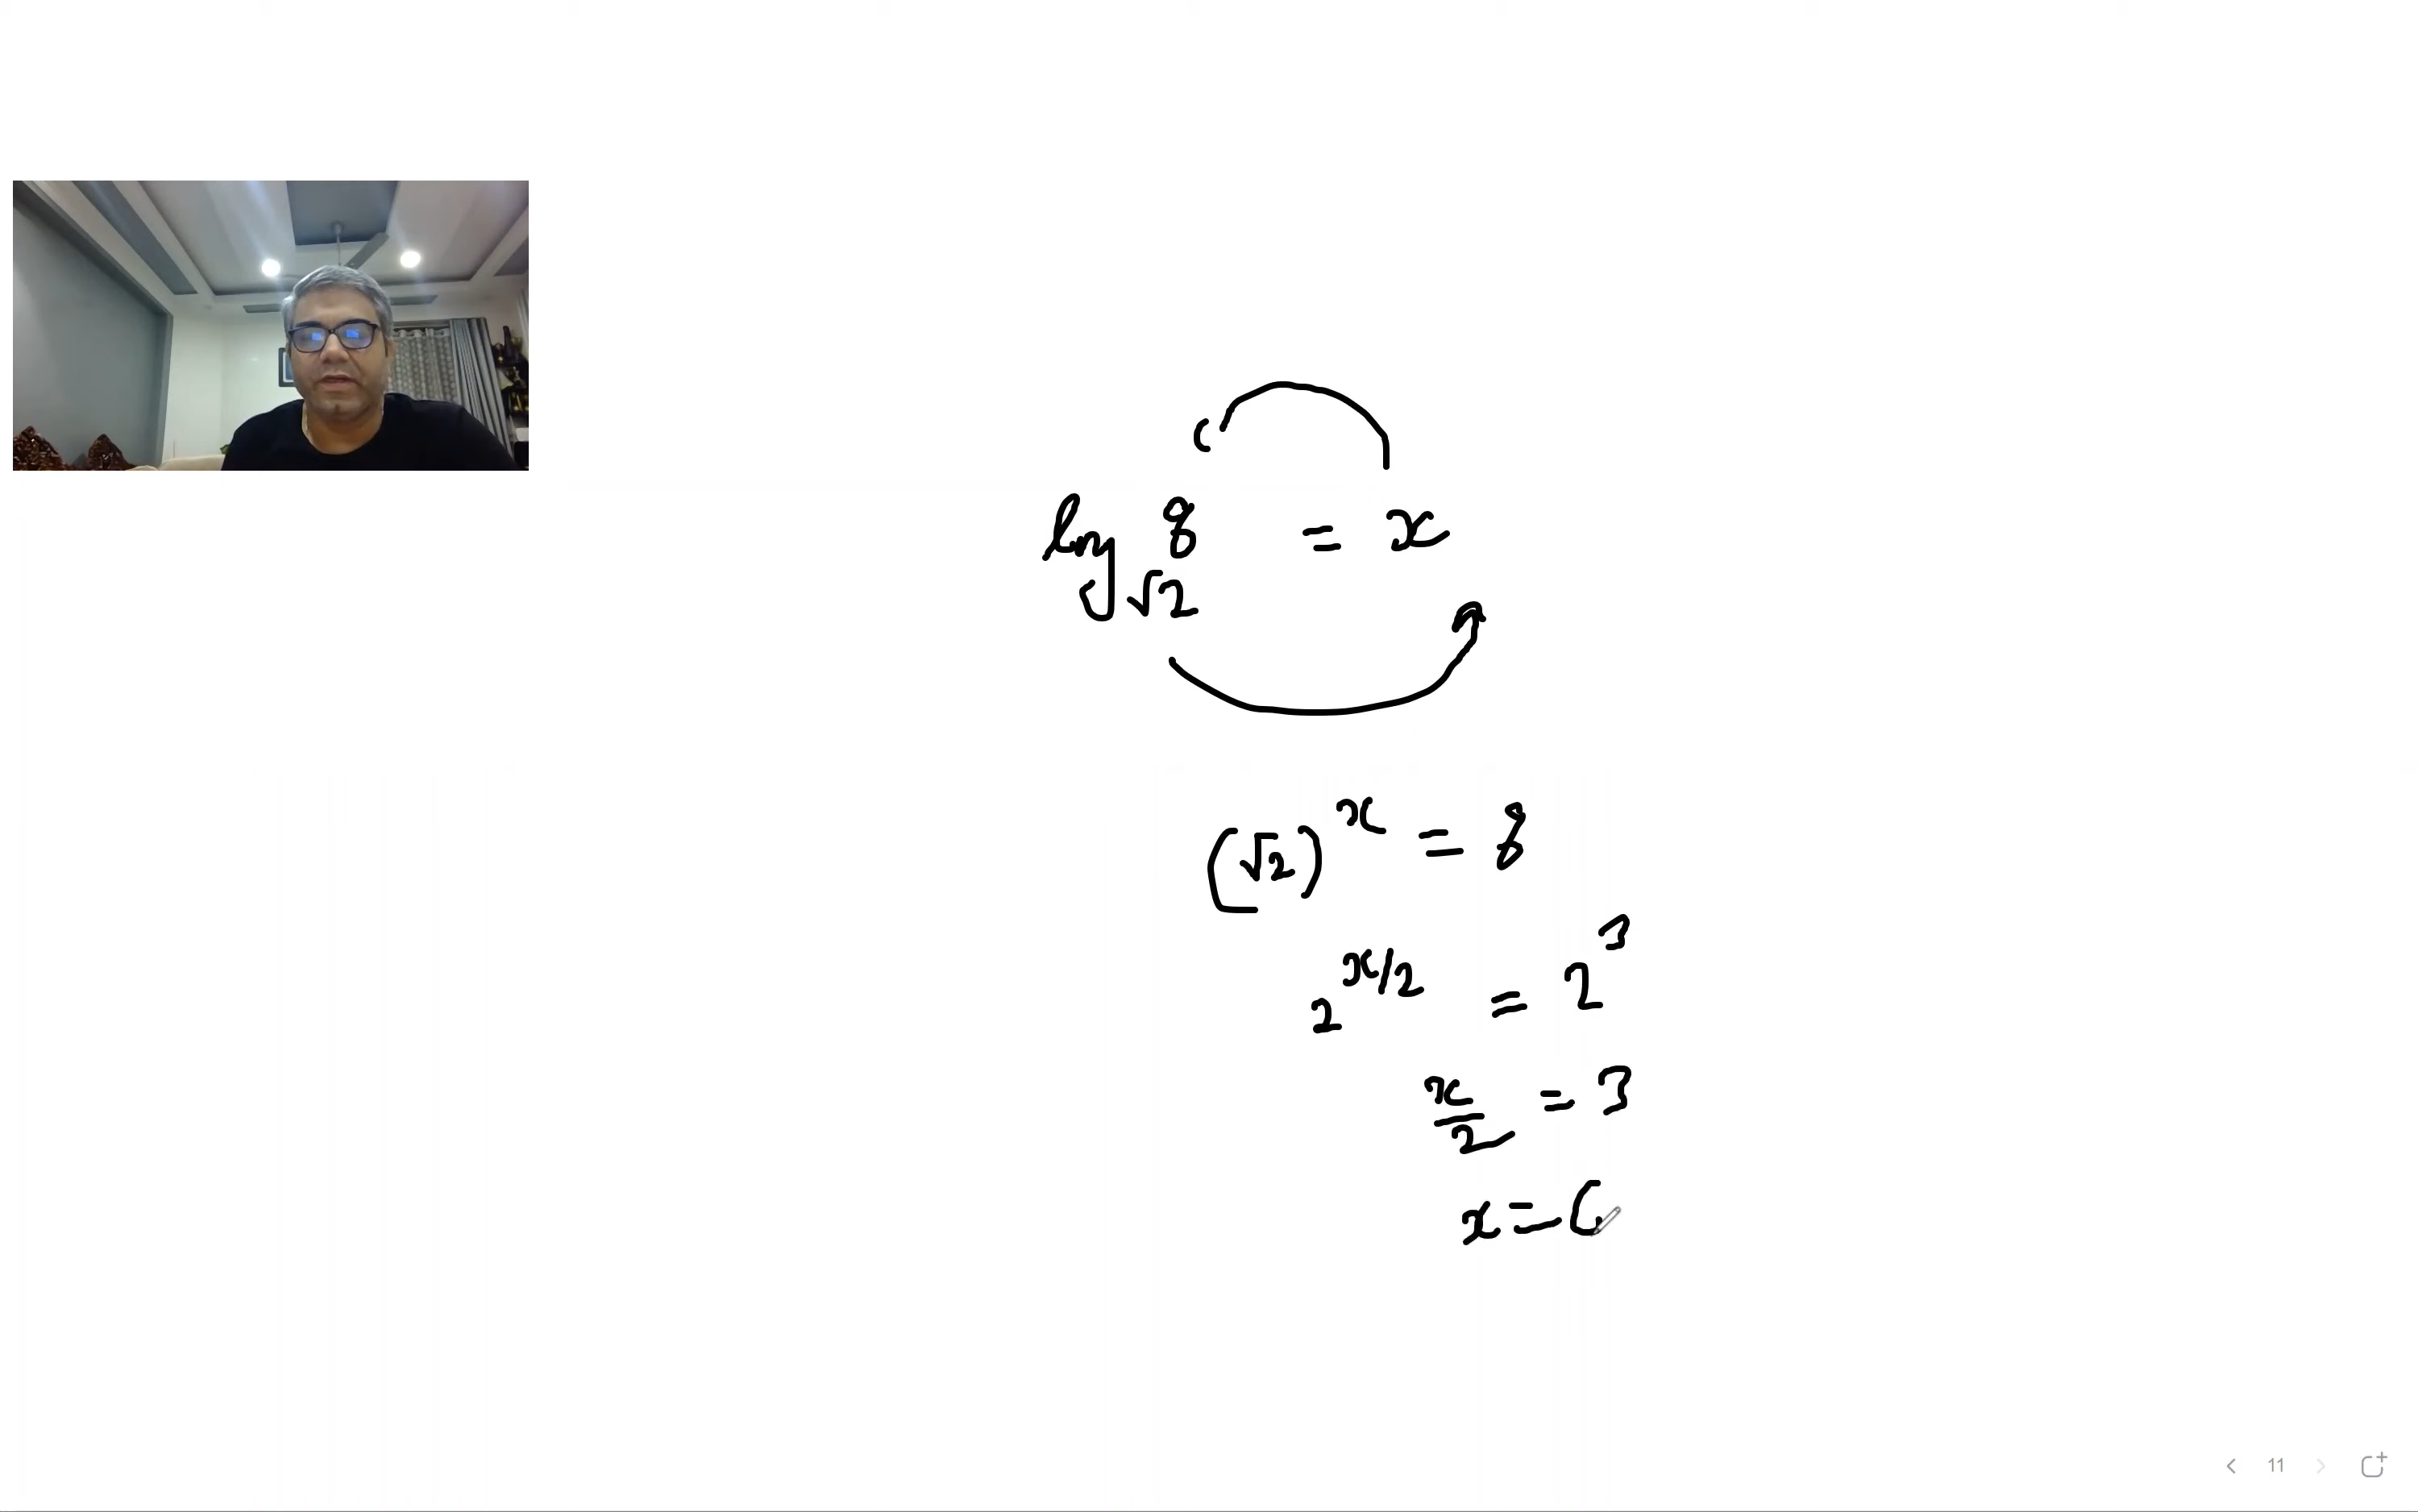 log 8 = x
√2
(√2)^x = 8
2^x/2 = 2^3
x/2 = 3
x = 6
11